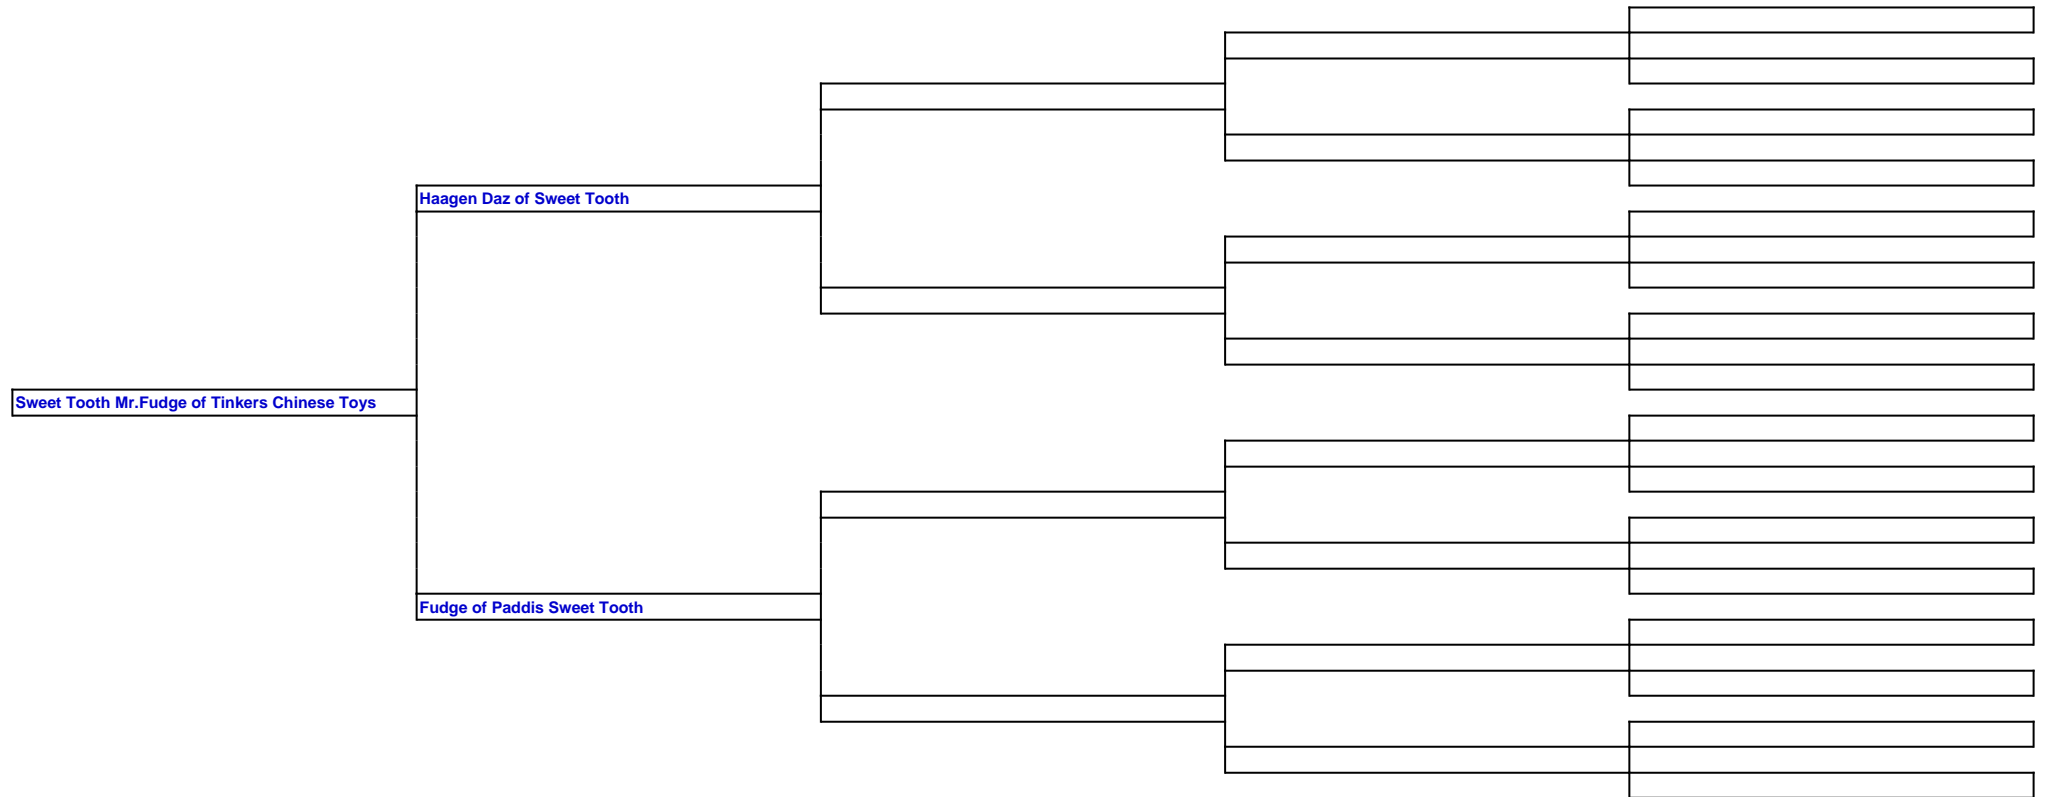 Haagen Daz of Sweet Tooth
Sweet Tooth Mr.Fudge of Tinkers Chinese Toys
Fudge of Paddis Sweet Tooth